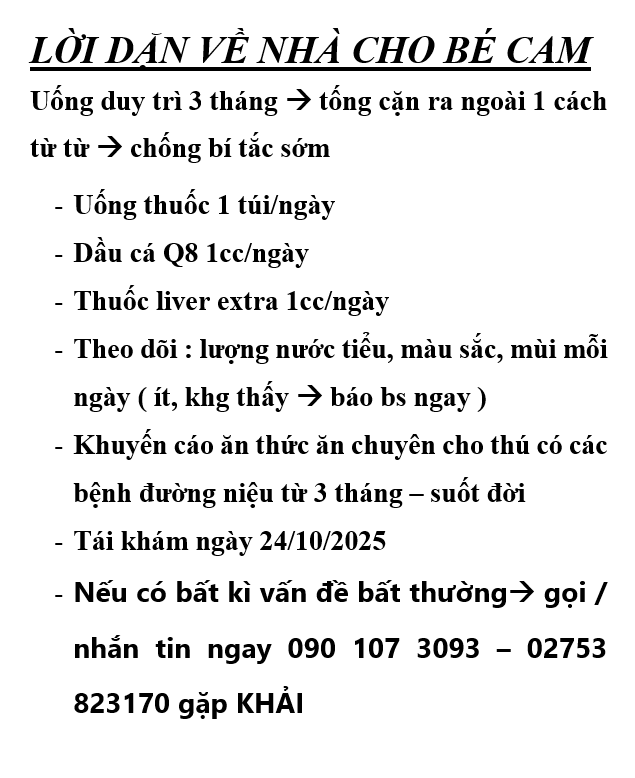 LỜI DẶN VỀ NHÀ CHO BÉ CAM
Uống duy trì 3 tháng → tống cặn ra ngoài 1 cách
từ từ → chống bí tắc sớm
- Uống thuốc 1 túi/ngày
- Dầu cá Q8 1cc/ngày
- Thuốc liver extra 1cc/ngày
- Theo dõi : lượng nước tiểu, màu sắc, mùi mỗi
ngày ( ít, khg thấy → báo bs ngay )
- Khuyến cáo ăn thức ăn chuyên cho thú có các
bệnh đường niệu từ 3 tháng – suốt đời
- Tái khám ngày 24/10/2025
- Nếu có bất kì vấn đề bất thường→ gọi /
nhắn tin ngay 090 107 3093 – 02753
823170 gặp KHẢI